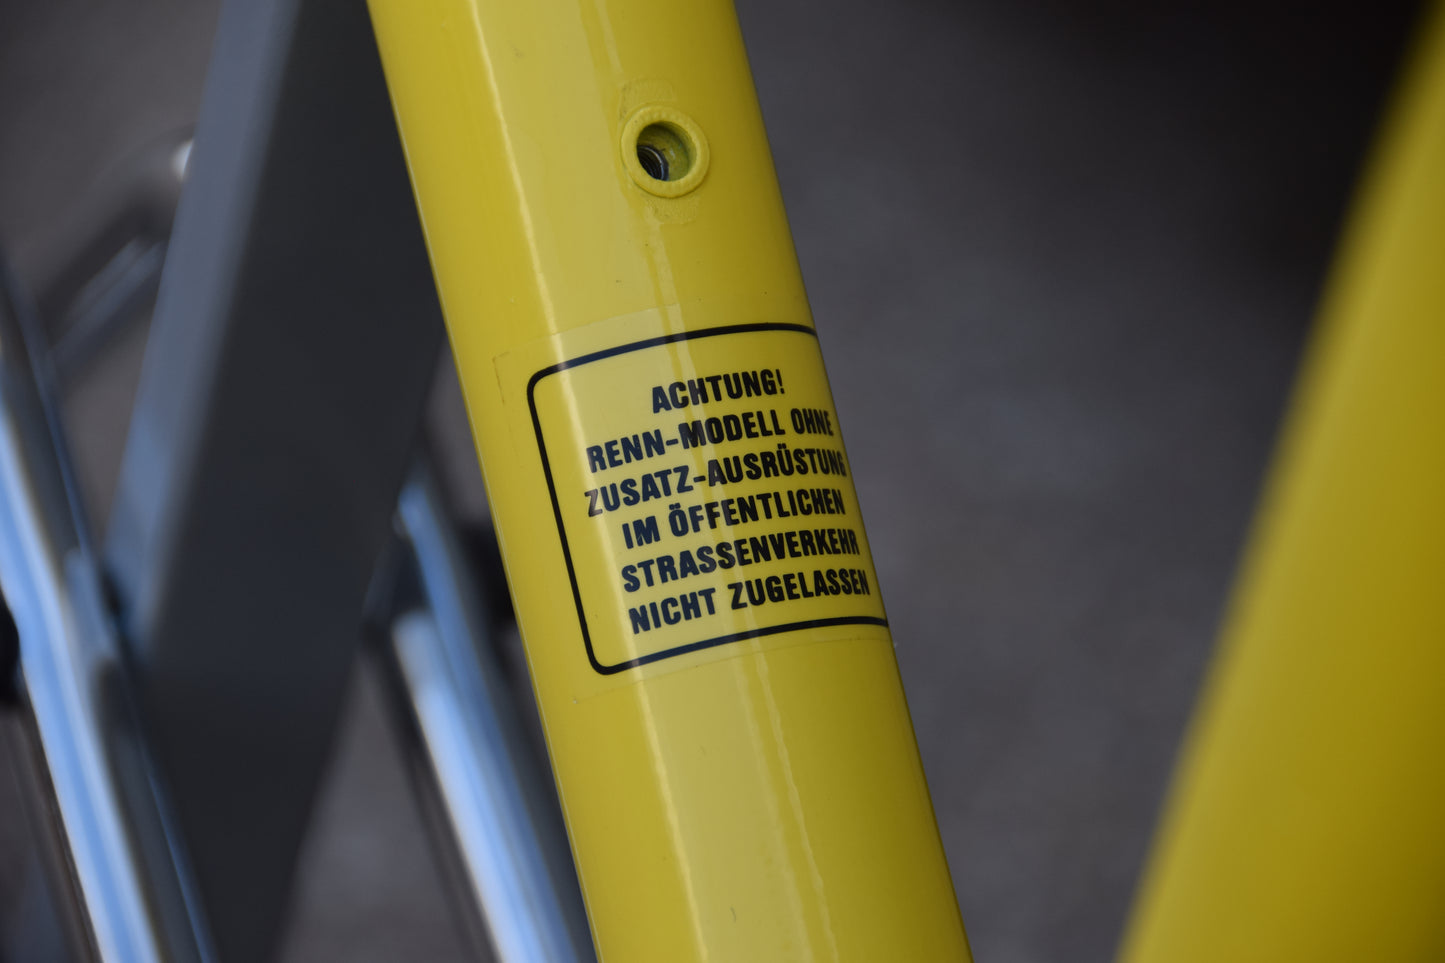 ACHTUNG!
RENN-MODELL OHNE
ZUSATZ-AUSRÜSTUNG
IM ÖFFENTLICHEN
STRASSENVERKEHR
NICHT ZUGELASSEN